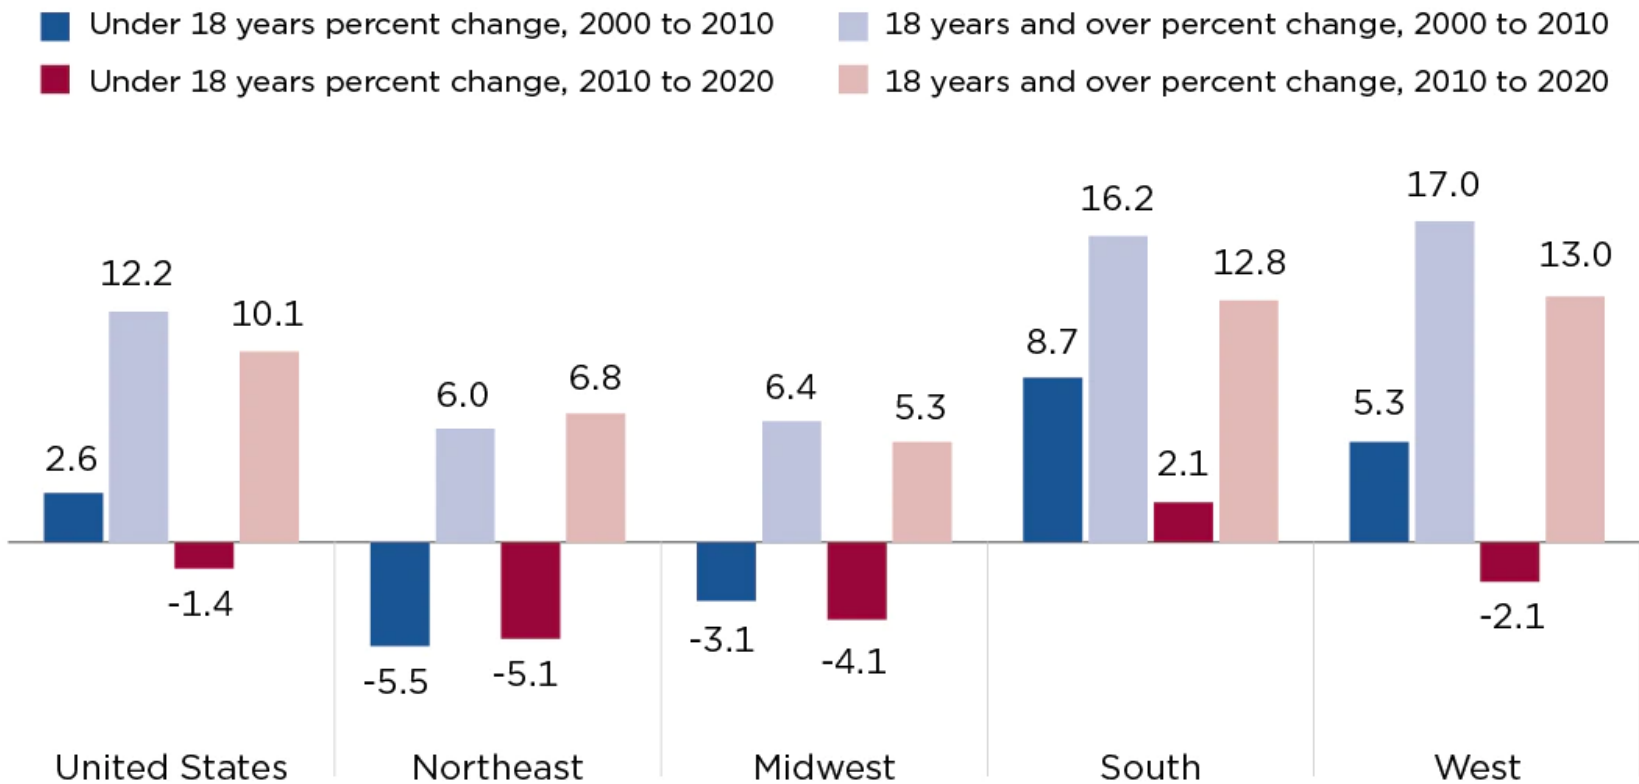 Under 18 years percent change, 2000 to 2010
18 years and over percent change, 2000 to 2010
Under 18 years percent change, 2010 to 2020
18 years and over percent change, 2010 to 2020
2.6
12.2
-1.4
10.1
-5.5
6.0
-5.1
6.8
-3.1
6.4
-4.1
5.3
8.7
16.2
2.1
12.8
5.3
17.0
-2.1
13.0
United States
Northeast
Midwest
South
West